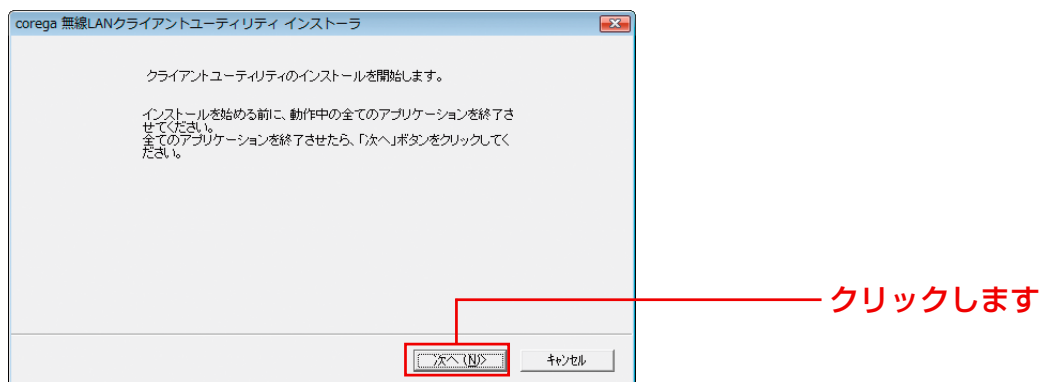 corega 無線LANクライアントユーティリティ インストーラ
クライアントユーティリティのインストールを開始します。
インストールを始める前に、動作中の全てのアプリケーションを終了さ
せてください。
全てのアプリケーションを終了させたら、「次へ」ボタンをクリックしてく
ださい。
クリックします
次へ(N)>
キャンセル